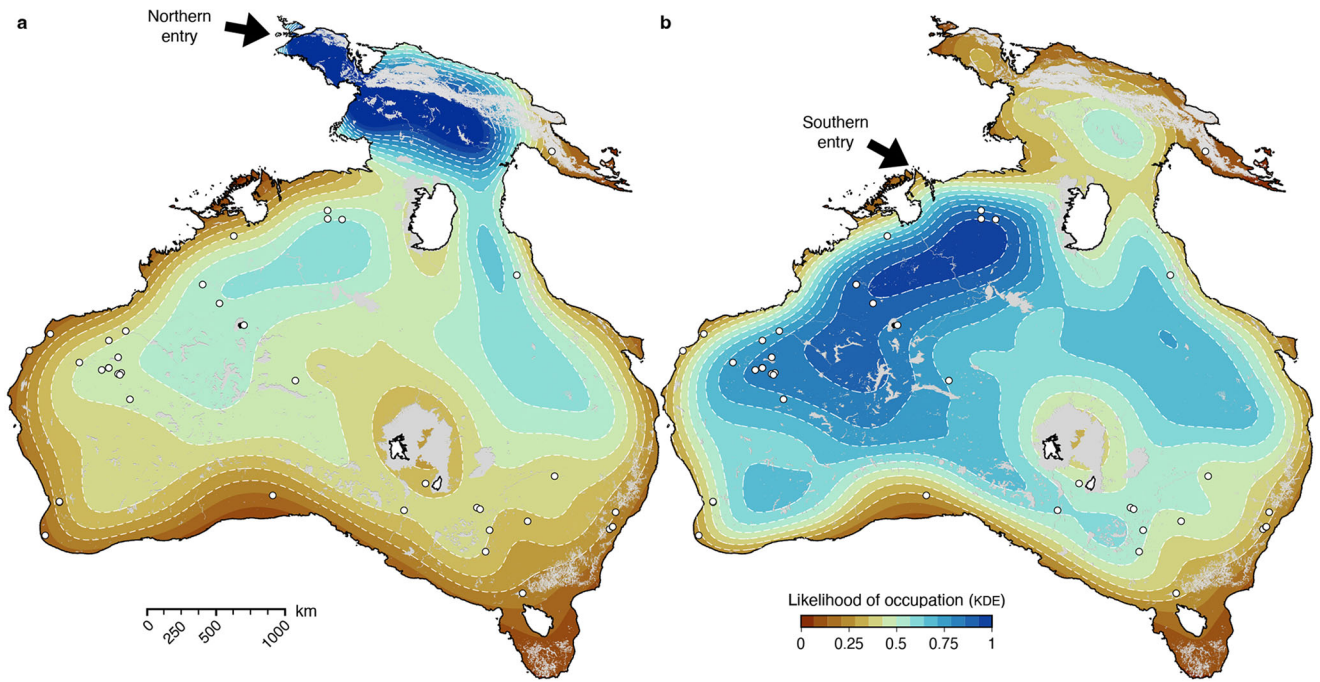 a
Northern
entry
b
Southern
entry
0
250
500
1000
km
Likelihood of occupation (KDE)
0 0.25 0.5 0.75 1